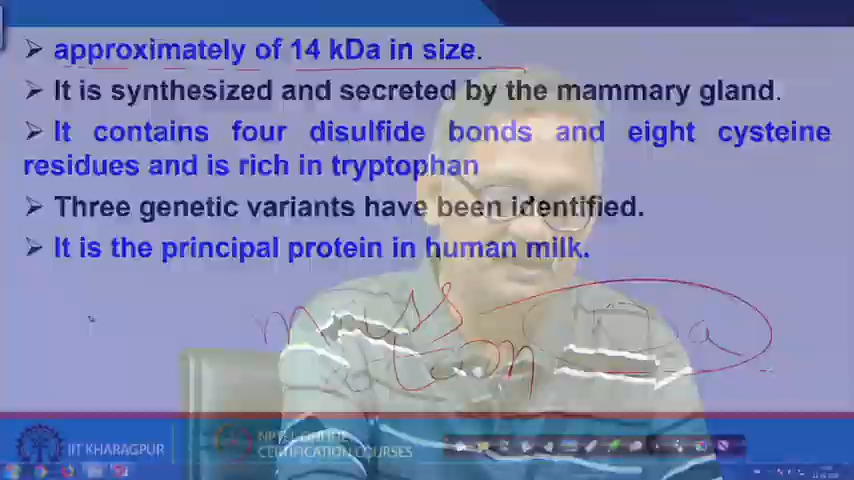 ➢ approximately of 14 kDa in size.
➢ It is synthesized and secreted by the mammary gland.
➢ It contains four disulfide bonds and eight cysteine
residues and is rich in tryptophan
➢ Three genetic variants have been identified.
➢ It is the principal protein in human milk.
mass
IIT KHARAGPUR
NPTEL ONLINE
CERTIFICATION COURSES